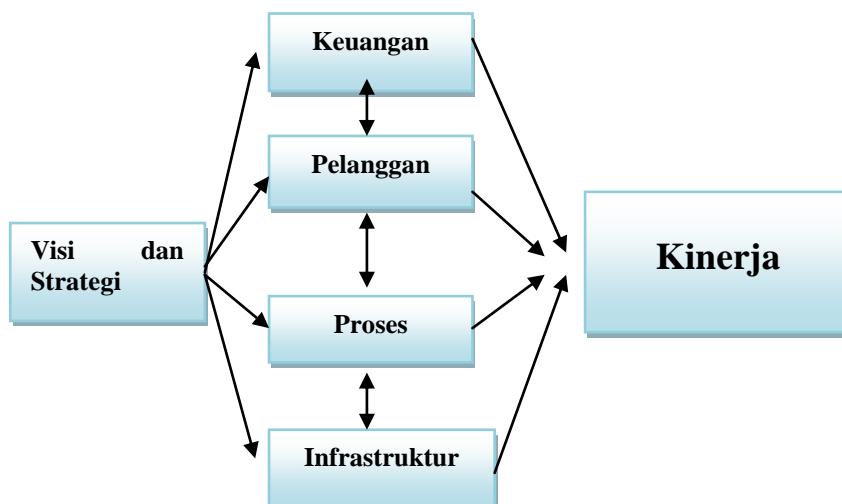 Keuangan
Pelanggan
Visi dan
Strategi
Kinerja
Proses
Infrastruktur